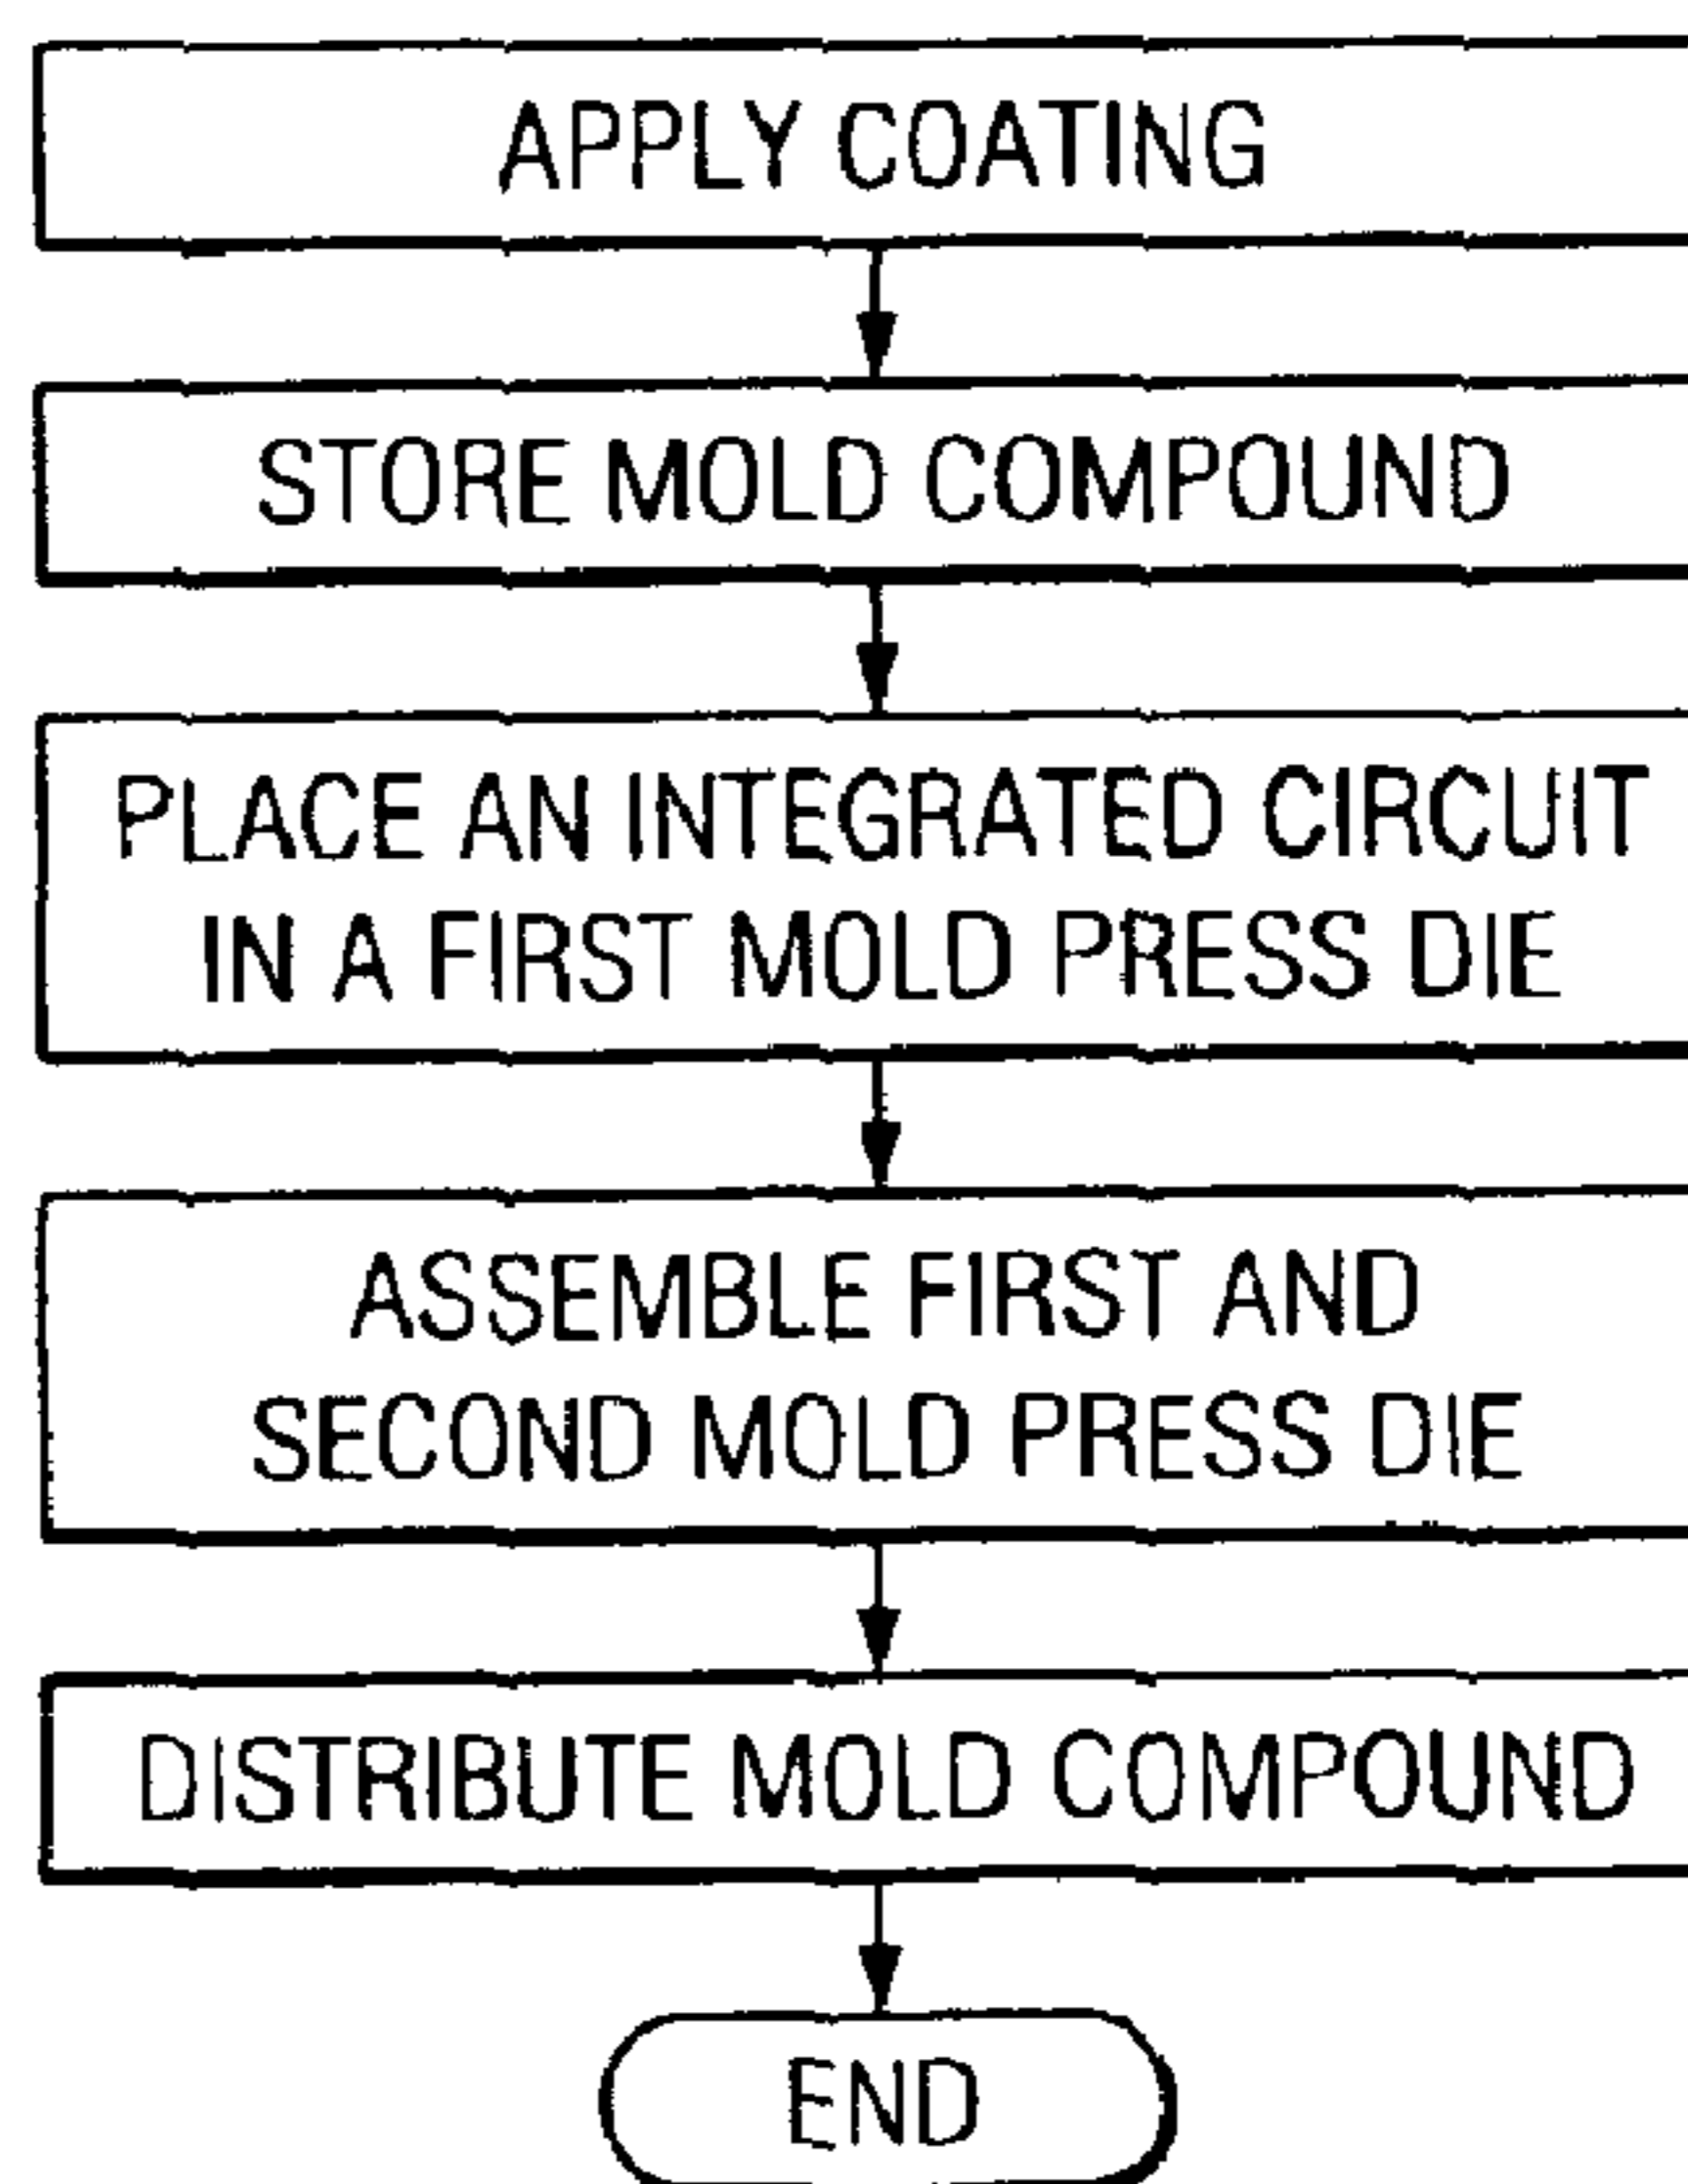 APPLY COATING
STORE MOLD COMPOUND
PLACE AN INTEGRATED CIRCUIT
IN A FIRST MOLD PRESS DIE
ASSEMBLE FIRST AND
SECOND MOLD PRESS DIE
DISTRIBUTE MOLD COMPOUND
END